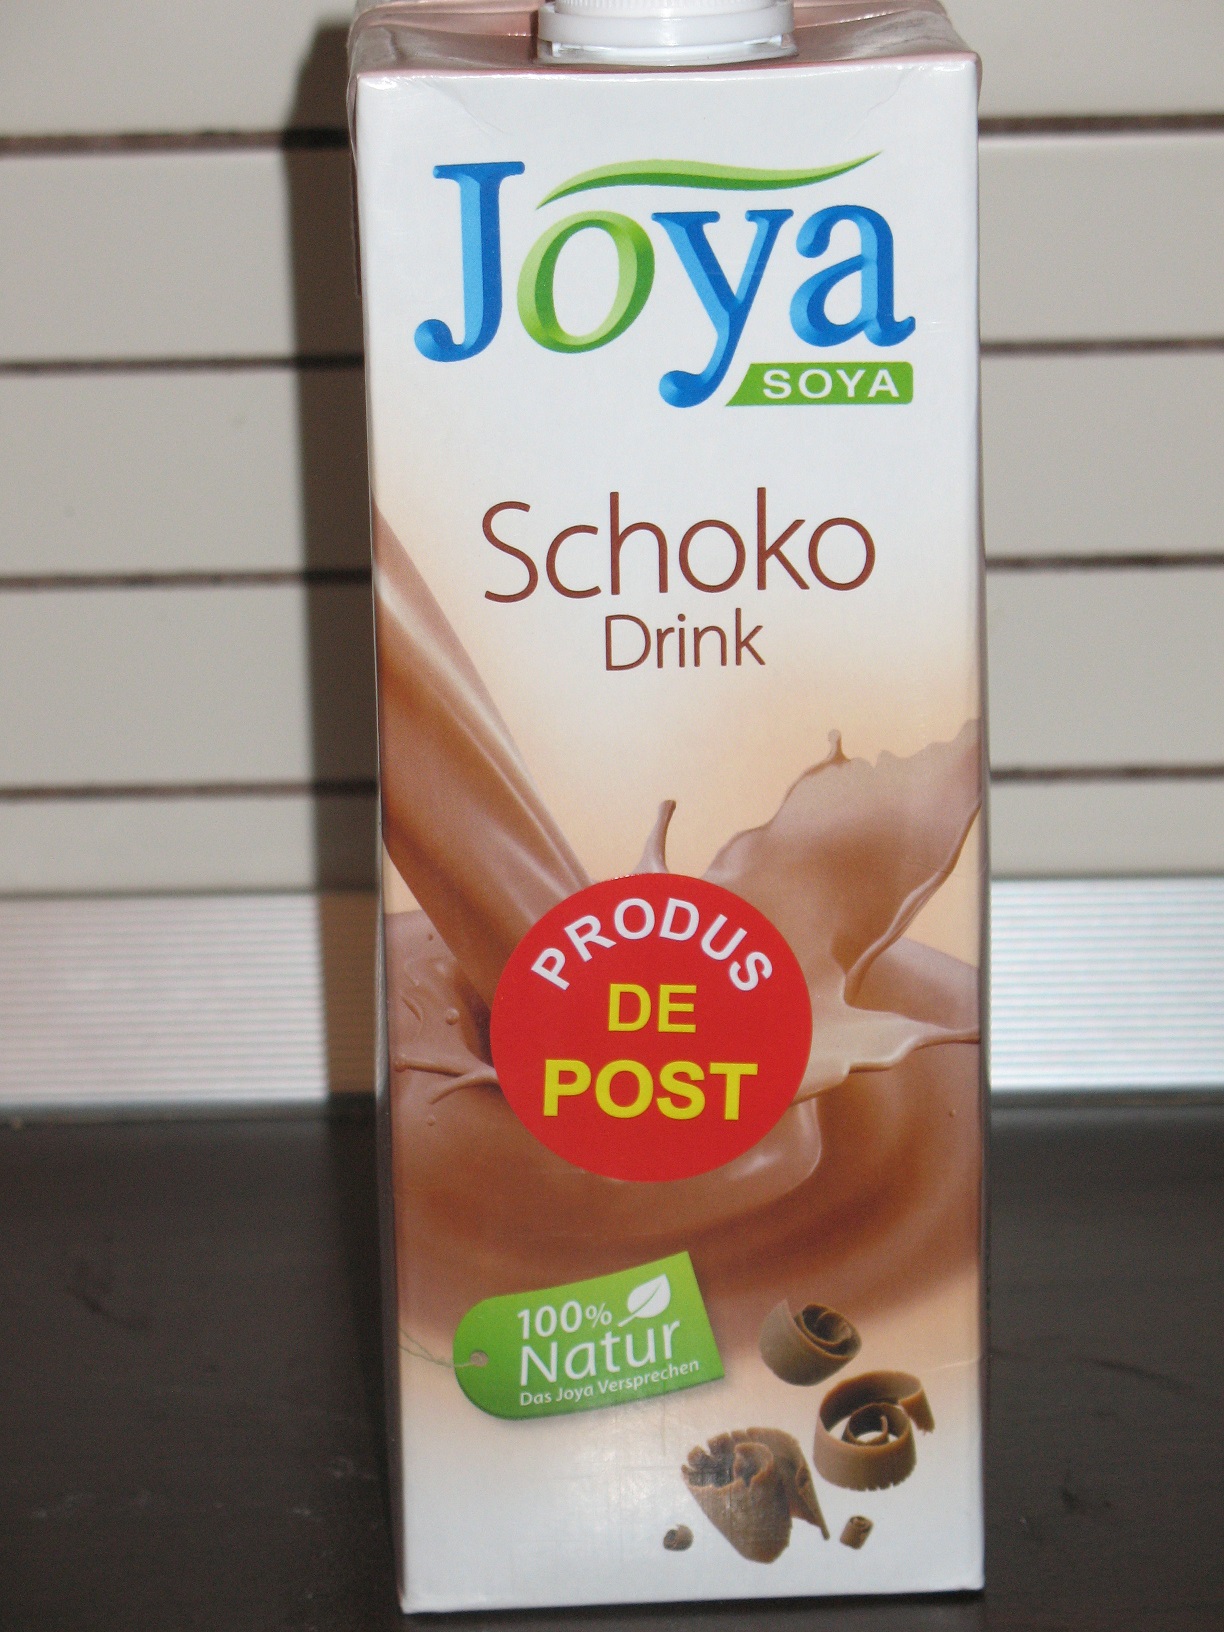 Joya
SOYA
Schoko
Drink
PRODUS
DE
POST
100%
Natur
Das Joya Versprechen